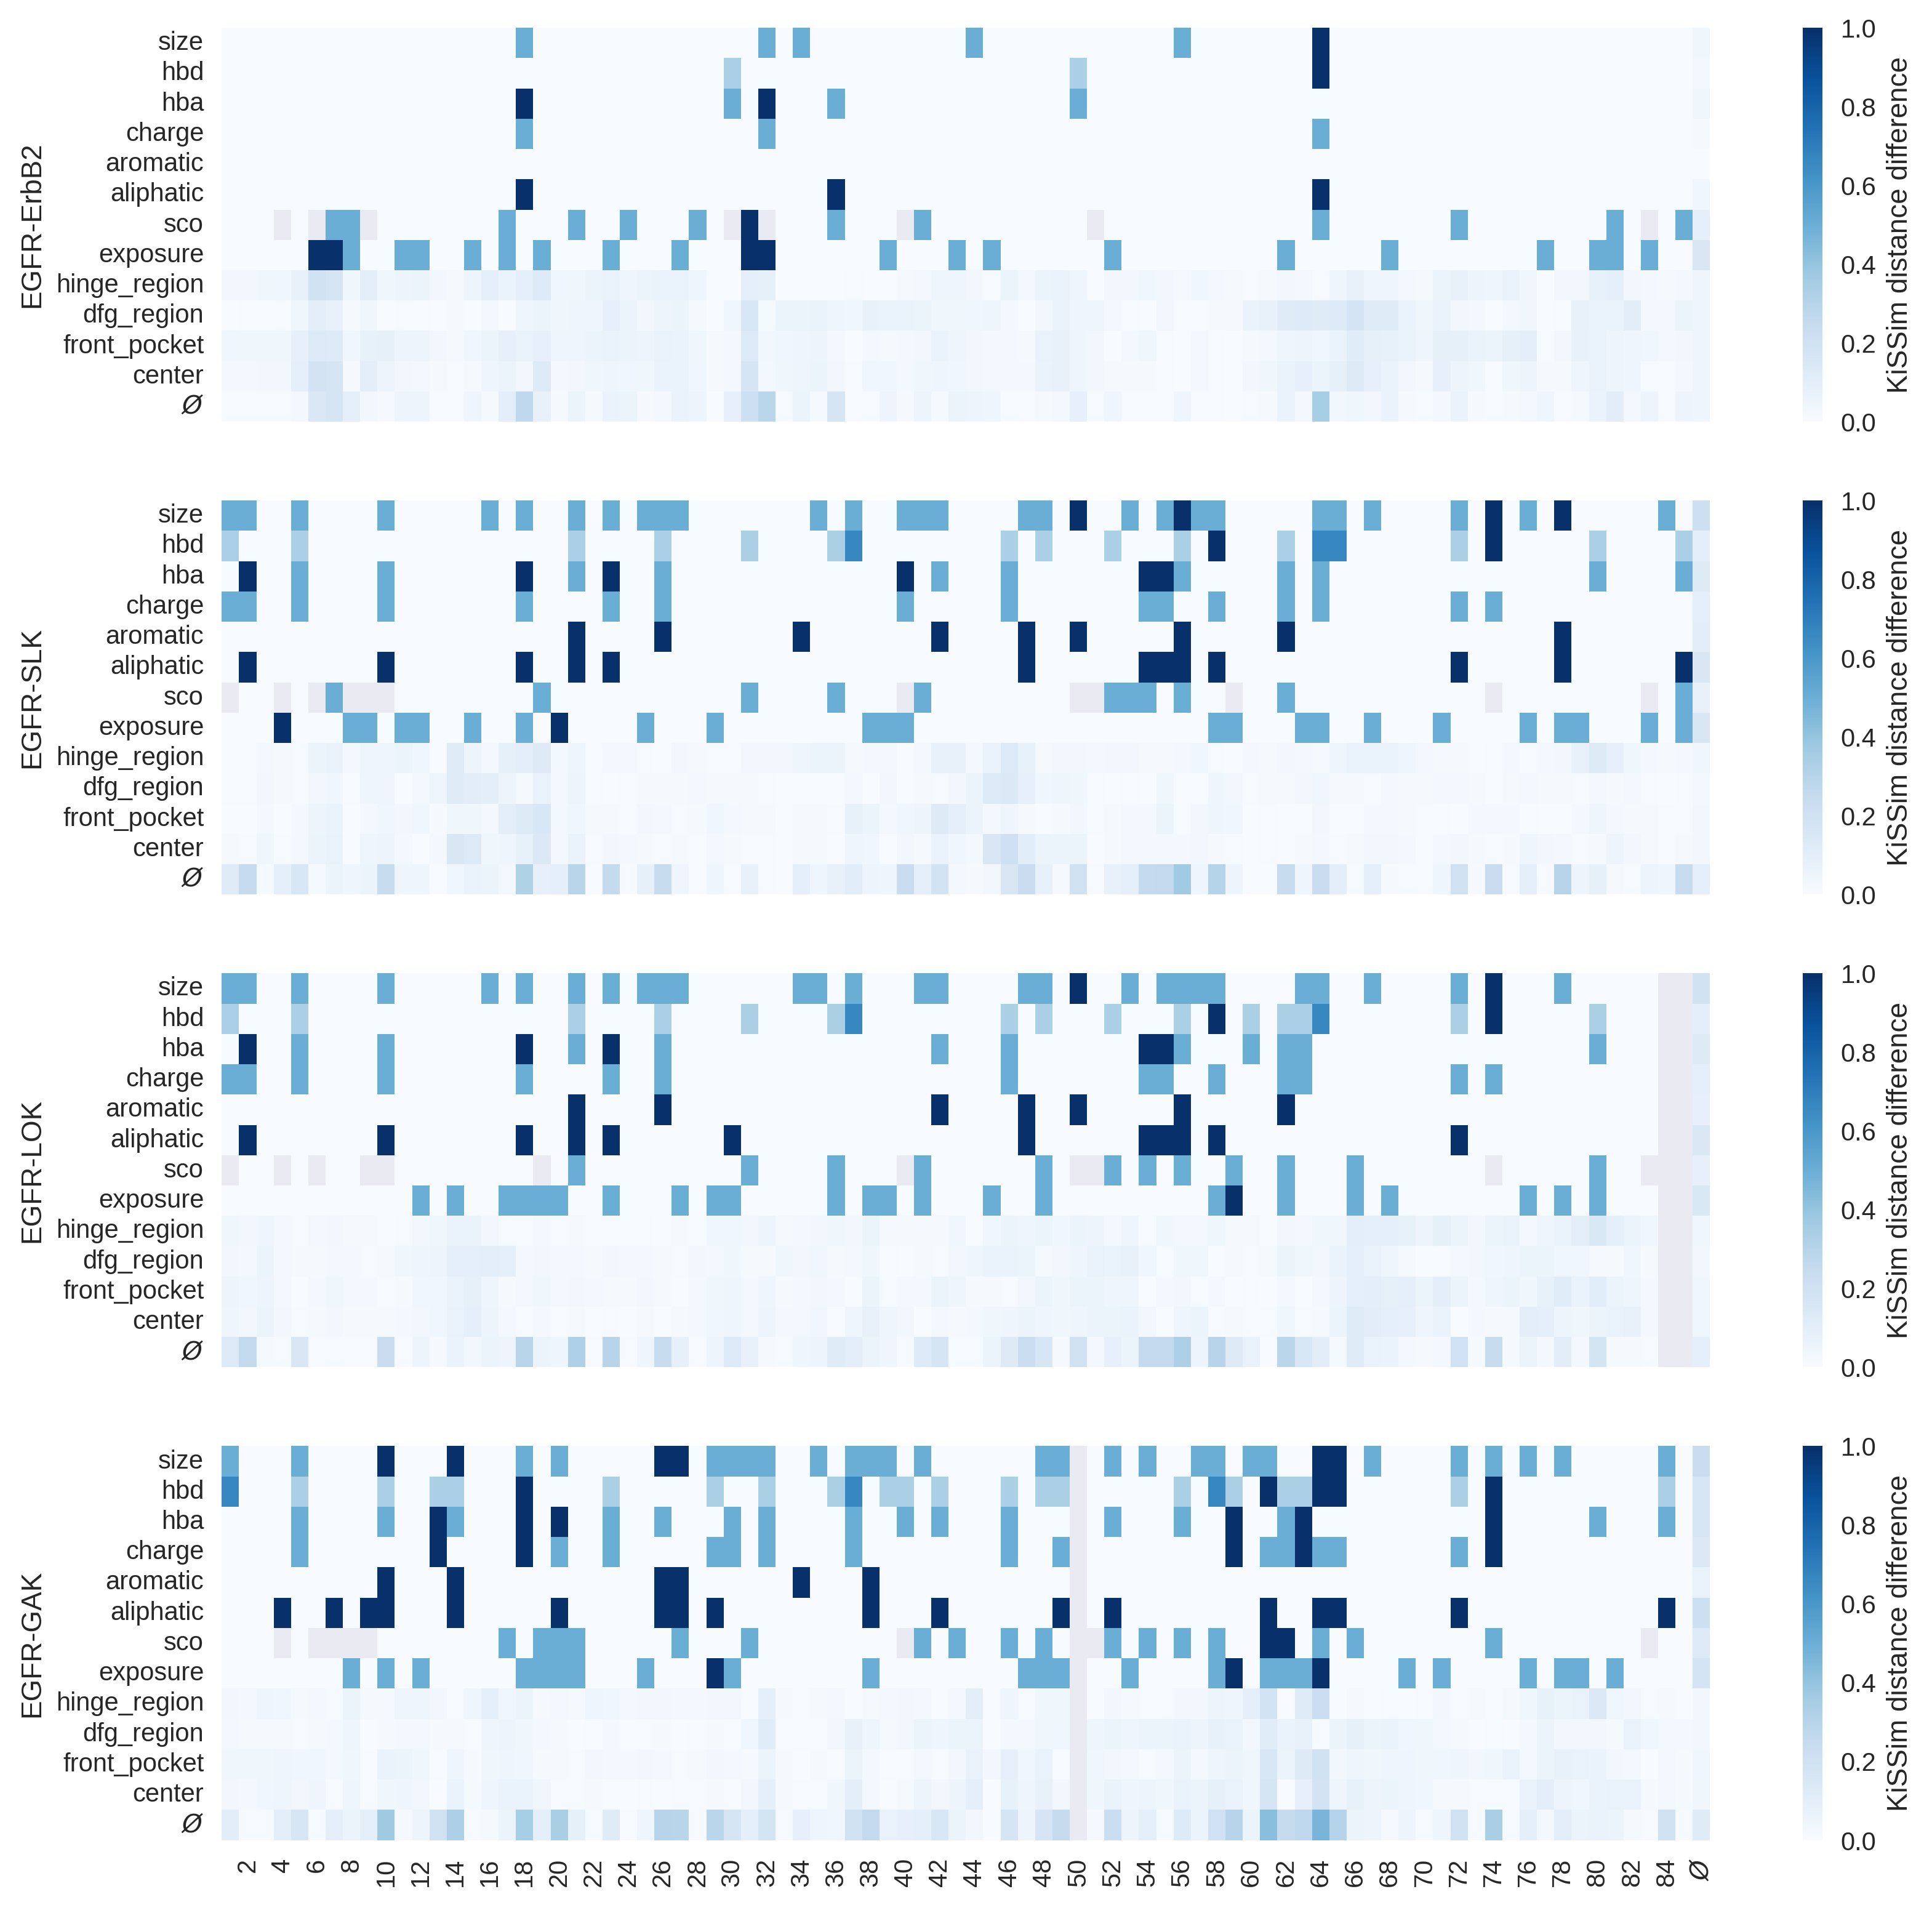 EGFR-ErbB2
size
hbd
hba
charge
aromatic
aliphatic
sco
exposure
hinge_region
dfg_region
front_pocket
center
Ø
1.0
0.8
0.6
0.4
0.2
0.0
KiSSim distance difference
EGFR-SLK
size
hbd
hba
charge
aromatic
aliphatic
sco
exposure
hinge_region
dfg_region
front_pocket
center
Ø
1.0
0.8
0.6
0.4
0.2
0.0
KiSSim distance difference
EGFR-LOK
size
hbd
hba
charge
aromatic
aliphatic
sco
exposure
hinge_region
dfg_region
front_pocket
center
Ø
1.0
0.8
0.6
0.4
0.2
0.0
KiSSim distance difference
EGFR-GAK
size
hbd
hba
charge
aromatic
aliphatic
sco
exposure
hinge_region
dfg_region
front_pocket
center
Ø
1.0
0.8
0.6
0.4
0.2
0.0
KiSSim distance difference
2 4 6 8 10 12 14 16 18 20 22 24 26 28 30 32 34 36 38 40 42 44 46 48 50 52 54 56 58 60 62 64 66 68 70 72 74 76 78 80 82 84 Ø